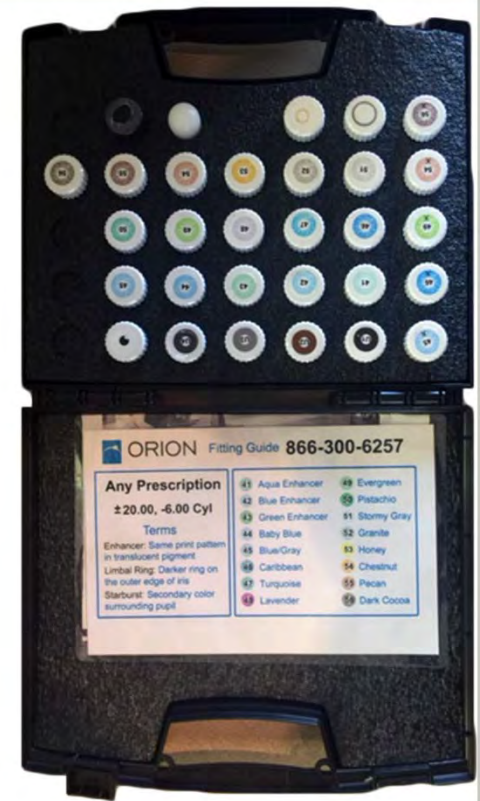 ORION Fitting Guide 866-300-6257
Any Prescription
±20.00, -6.00 Cyl
Terms
Enhancer: Same print pattern
in translucent pigment
Limbal Ring: Darker ring on
the outer edge of iris
Starburst: Secondary color
surrounding pupil
41 Aqua Enhancer
42 Blue Enhancer
43 Green Enhancer
44 Baby Blue
45 Blue/Gray
46 Caribbean
47 Turquoise
48 Lavender
49 Evergreen
50 Pistachio
51 Stormy Gray
52 Granite
53 Honey
54 Chestnut
55 Pecan
56 Dark Cocoa